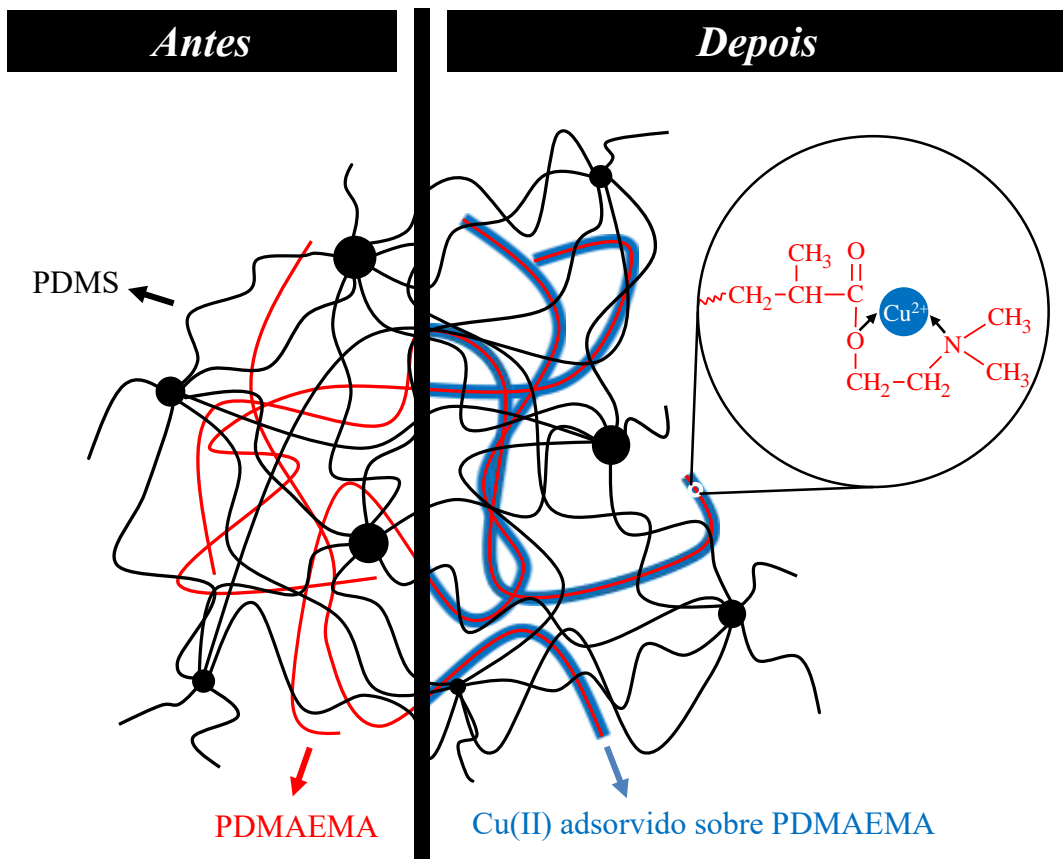 Antes
Depois
PDMS
CH3
O
CH2
CH
C
Cu2+
O
N
CH3
CH3
CH2
CH2
PDMAEMA
Cu(II) adsorvido sobre PDMAEMA